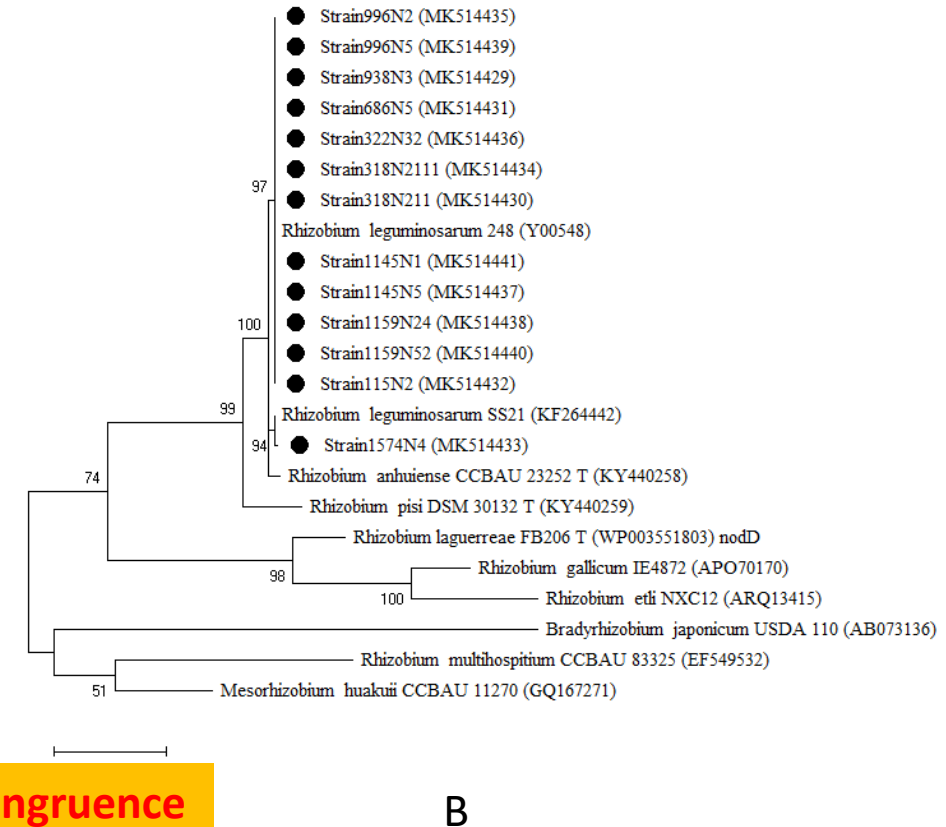 Strain996N2 (MK514435)
Strain996N5 (MK514439)
Strain938N3 (MK514429)
Strain686N5 (MK514431)
Strain322N32 (MK514436)
Strain318N2111 (MK514434)
97
Strain318N211 (MK514430)
Rhizobium leguminosarum 248 (Y00548)
Strain1145N1 (MK514441)
Strain1145N5 (MK514437)
100
Strain1159N24 (MK514438)
Strain1159N52 (MK514440)
Strain115N2 (MK514432)
99
Rhizobium leguminosarum SS21 (KF264442)
94
Strain1574N4 (MK514433)
74
Rhizobium anhuiense CCBAU 23252 T (KY440258)
Rhizobium pisi DSM 30132 T (KY440259)
Rhizobium laguerreae FB206 T (WP003551803) nodD
98
Rhizobium gallicum IE4872 (APO70170)
100
Rhizobium etli NXC12 (ARQ13415)
Bradyrhizobium japonicum USDA 110 (AB073136)
Rhizobium multihospitium CCBAU 83325 (EF549532)
51
Mesorhizobium huakuii CCBAU 11270 (GQ167271)
ngruence
B